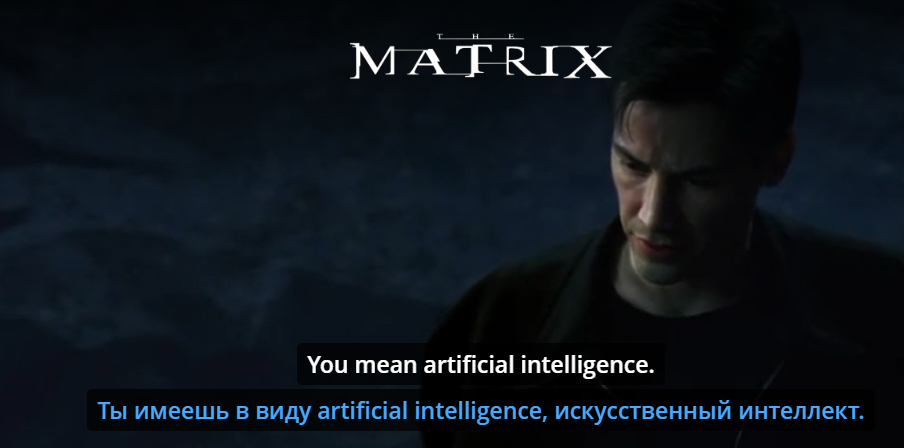 THE
MATRIX
You mean artificial intelligence.
Ты имеешь в виду artificial intelligence, искусственный интеллект.